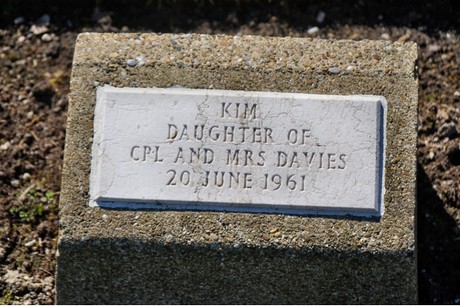 KIM
DAUGHTER OF
CPL AND MRS DAVIES
20 JUNE 1961